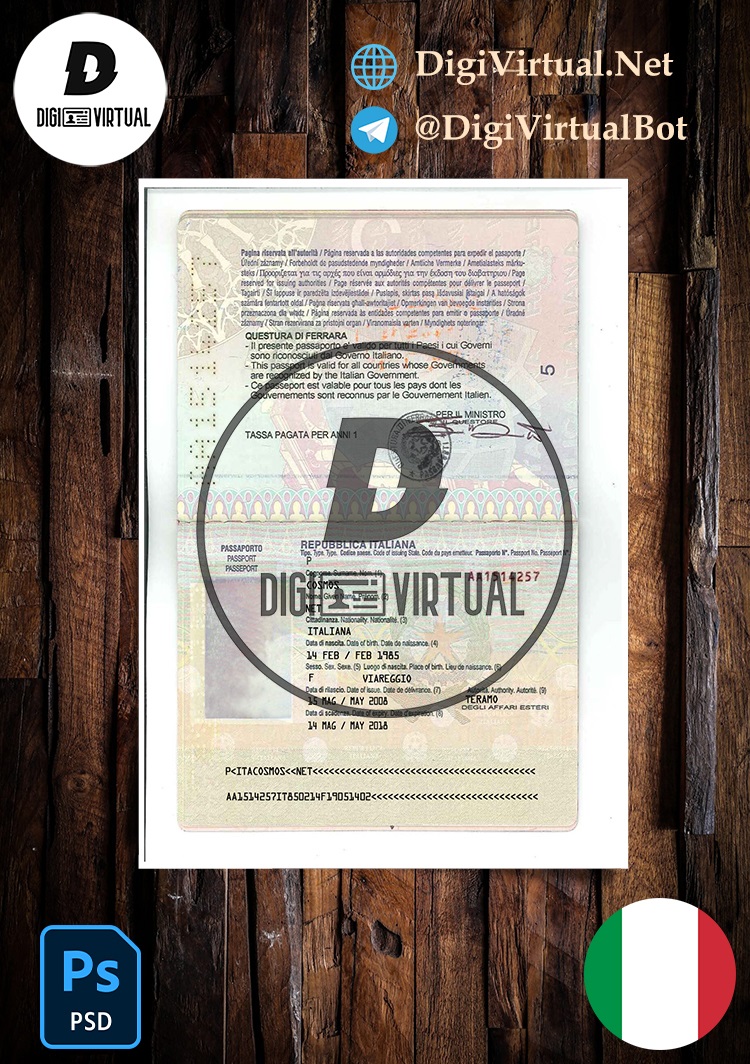 D
DIGI VIRTUAL
DigiVirtual.Net
@DigiVirtualBot
Pagina riservata all'autorità / Página reservada a las autoridades competentes para expedir el pasaporte /
Úřední záznamy / Forbeholdt de passudstedende myndigheder / Amtliche Vermerke / Ametialasteks märku-
steks / Προορίζεται για τις αρχές που είναι αρμόδιες για την έκδοση του διαβατηρίου / Page
reserved for issuing authorities / Page réservée aux autorités compétentes pour délivrer le passeport /
Tagairtí / Šī lappuse ir paredzēta izdevējiestādei / Puslapis, skirtas pasą išdavusiai įstaigai / A hatóságok
számára fenntartott oldal / Paġna riservata għall-awtoritajiet / Opmerkingen van bevoegde instanties / Strona
przeznaczona dla władz / Página reservada às entidades competentes para emitir o passaporte / Úradné
záznamy / Stran rezervirana za pristojni organ / Viranomaisia varten / Myndighets noteringar
QUESTURA DI FERRARA
- Il presente passaporto e' valido per tutti i Paesi i cui Governi
sono riconosciuti dal Governo Italiano.
- This passport is valid for all countries whose Governments
are recognized by the Italian Government.
- Ce passeport est valable pour tous les pays dont les
Gouvernements sont reconnus par le Gouvernement Italien.
5
PER IL MINISTRO
QUESTORE
TASSA PAGATA PER ANNI 1
D
DIGI VIRTUAL
PASSAPORTO
PASSPORT
PASSEPORT
REPUBBLICA ITALIANA
Tipo. Type. Type. Codice paese. Code of issuing State. Code du pays emetteur. Passaporto N°. Passport No. Passeport N°.
P
AA1514257
Cognome. Surname. Nom. (1)
COSMOS
Nome. Given Name. Prénom. (2)
NET
Cittadinanza. Nationality. Nationalité. (3)
ITALIANA
Data di nascita. Date of birth. Date de naissance. (4)
14 FEB / FEB 1985
Sesso. Sex. Sexe. (5) Luogo di nascita. Place of birth. Lieu de naissance. (6)
F VIAREGGIO
Data di rilascio. Date of issue. Date de délivrance. (7) Autorità. Authority. Autorité. (9)
15 MAG / MAY 2008 TERAMO
DEGLI AFFARI ESTERI
Data di scadenza. Date of expiry. Date d'expiration. (8)
14 MAG / MAY 2018
P<ITACOSMOS<<NET<<<<<<<<<<<<<<<<<<<<<<<<<<<<<<<<<<<<<<<<
AA1514257IT850214F19051402<<<<<<<<<<<<<<<<<<<<<<<<<<<<<<
Ps
PSD